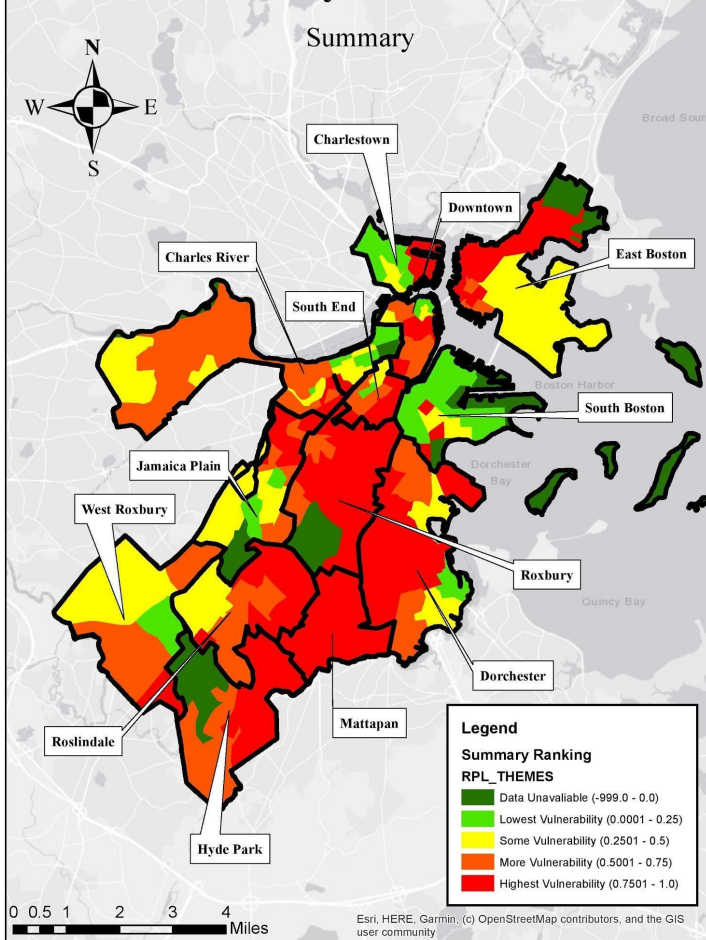 Summary
N
W E
S
Broad Soun
Charlestown
Downtown
Charles River
East Boston
South End
Boston Harbor
South Boston
Jamaica Plain
Dorchester
Bay
West Roxbury
Roxbury
Quincy Bay
Dorchester
Mattapan
Roslindale
Hyde Park
Legend
Summary Ranking
RPL_THEMES
Data Unavaliable (-999.0 - 0.0)
Lowest Vulnerability (0.0001 - 0.25)
Some Vulnerability (0.2501 - 0.5)
More Vulnerability (0.5001 - 0.75)
Highest Vulnerability (0.7501 - 1.0)
0 0.5 1 2 3 4
Miles
Esri, HERE, Garmin, (c) OpenStreetMap contributors, and the GIS
user community